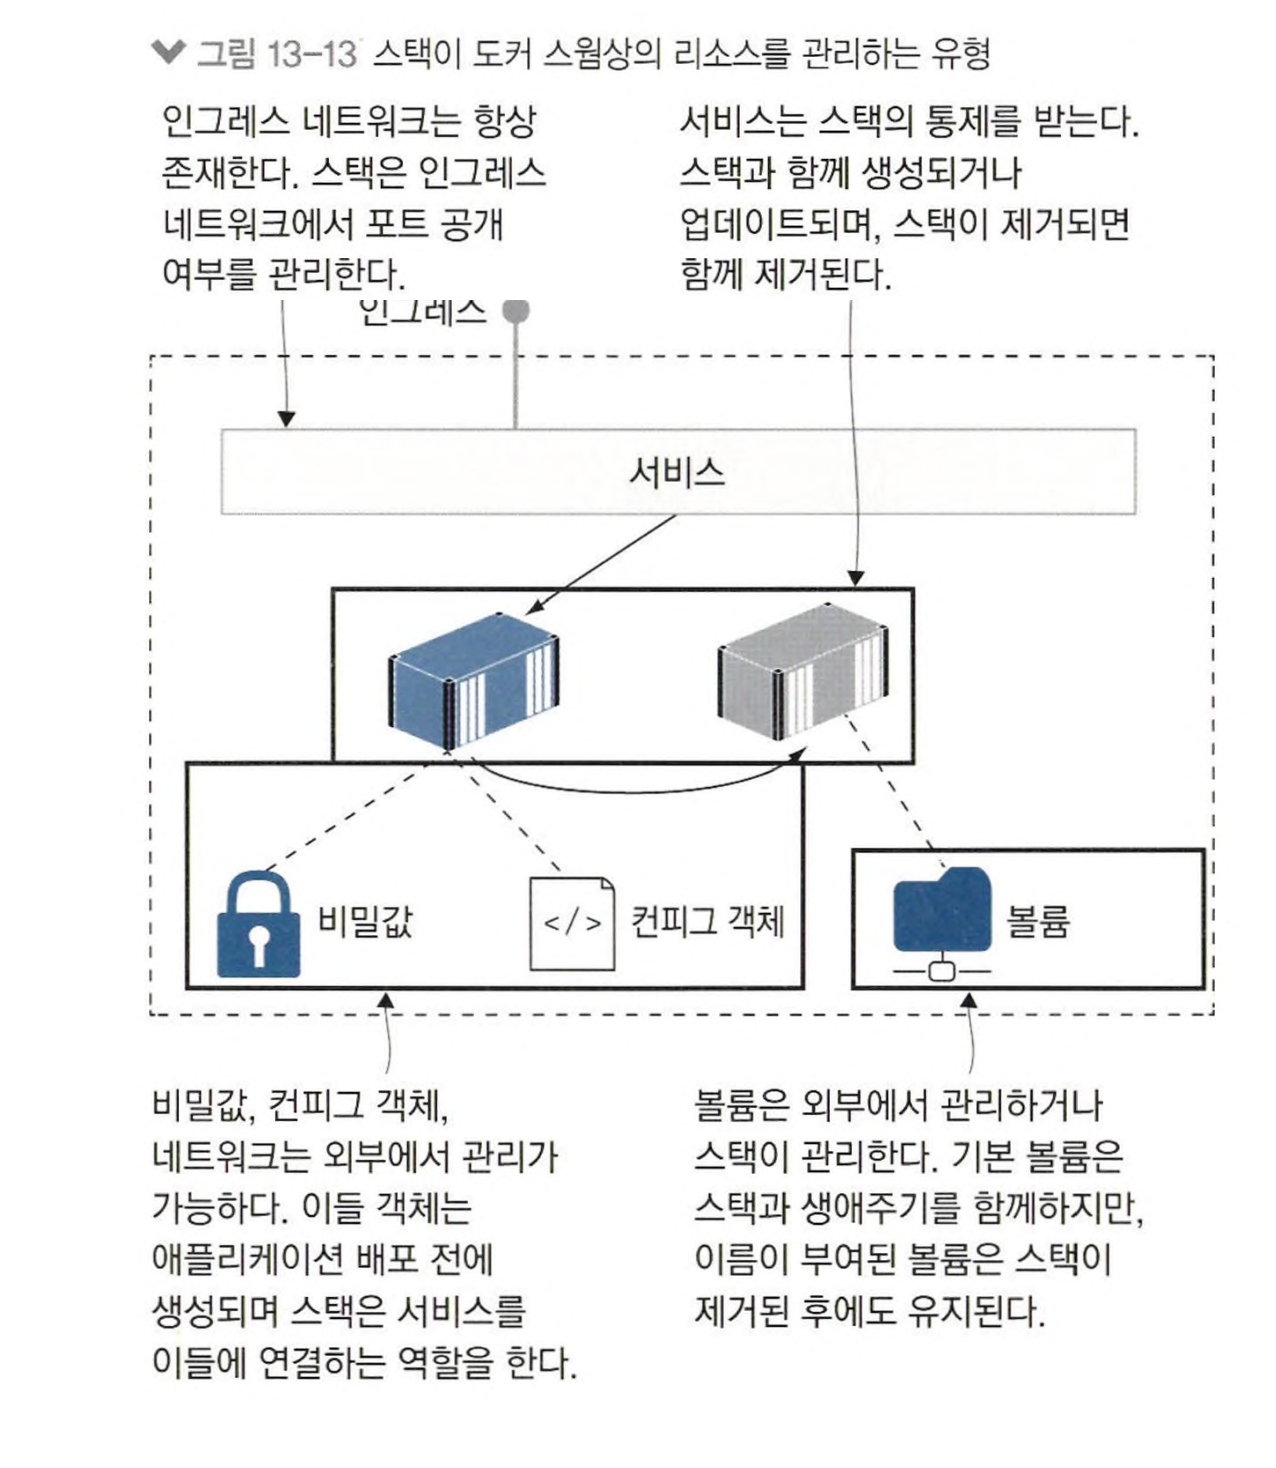 그림 13-13 스택이 도커 스웜상의 리소스를 관리하는 유형
인그레스 네트워크는 항상
존재한다. 스택은 인그레스
네트워크에서 포트 공개
여부를 관리한다.
서비스는 스택의 통제를 받는다.
스택과 함께 생성되거나
업데이트되며, 스택이 제거되면
함께 제거된다.
인그레스
서비스
비밀값
</>
컨피그 객체
볼륨
비밀값, 컨피그 객체,
네트워크는 외부에서 관리가
가능하다. 이들 객체는
애플리케이션 배포 전에
생성되며 스택은 서비스를
이들에 연결하는 역할을 한다.
볼륨은 외부에서 관리하거나
스택이 관리한다. 기본 볼륨은
스택과 생애주기를 함께하지만,
이름이 부여된 볼륨은 스택이
제거된 후에도 유지된다.